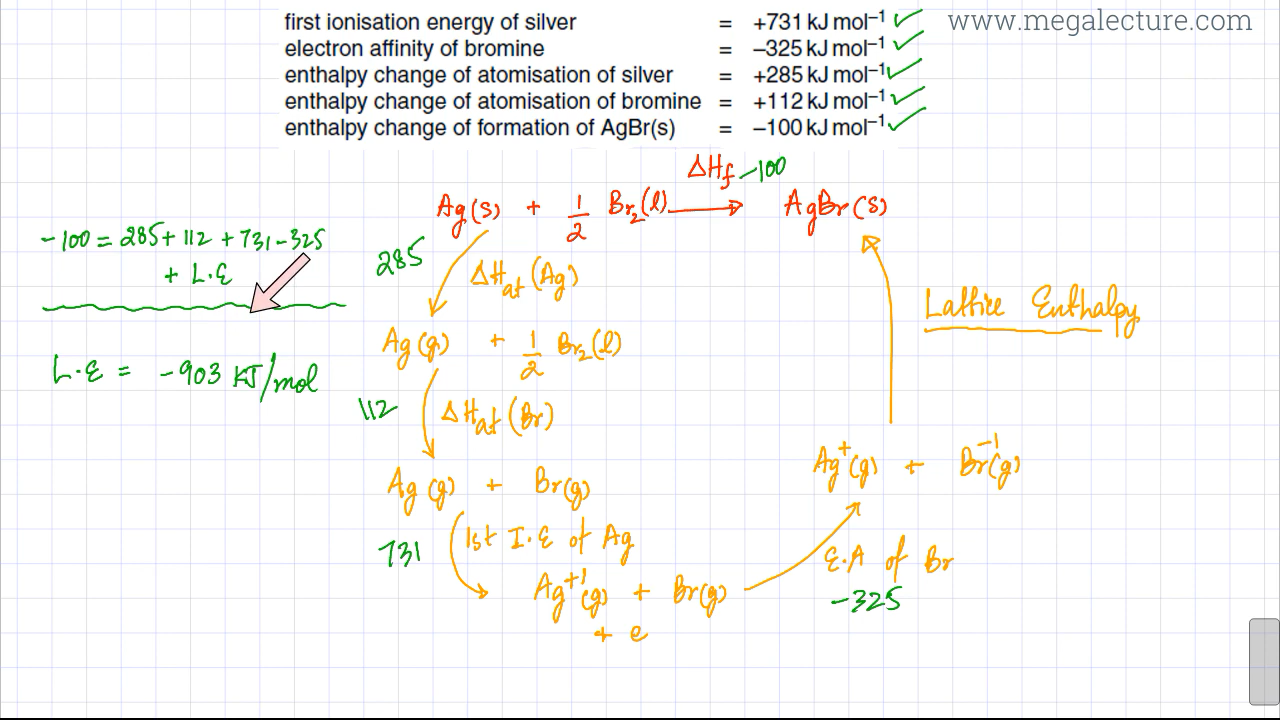 www.megalecture.com
first ionisation energy of silver = +731 kJ mol⁻¹ ✓
electron affinity of bromine = –325 kJ mol⁻¹ ✓
enthalpy change of atomisation of silver = +285 kJ mol⁻¹ ✓
enthalpy change of atomisation of bromine = +112 kJ mol⁻¹ ✓
enthalpy change of formation of AgBr(s) = –100 kJ mol⁻¹ ✓
ΔHf -100
Ag(s) + 1/2 Br₂(l) → AgBr(s)
-100 = 285 + 112 + 731 - 325
+ L.E
L.E = -903 KJ/mol
285 ΔHat (Ag)
Ag(g) + 1/2 Br₂(l)
112 ΔHat (Br)
Ag(g) + Br(g)
731 1st I.E of Ag
Ag⁺¹(g) + Br(g)
+ e
E.A of Br
-325
Ag⁺(g) + Br⁻¹(g)
Lattice Enthalpy